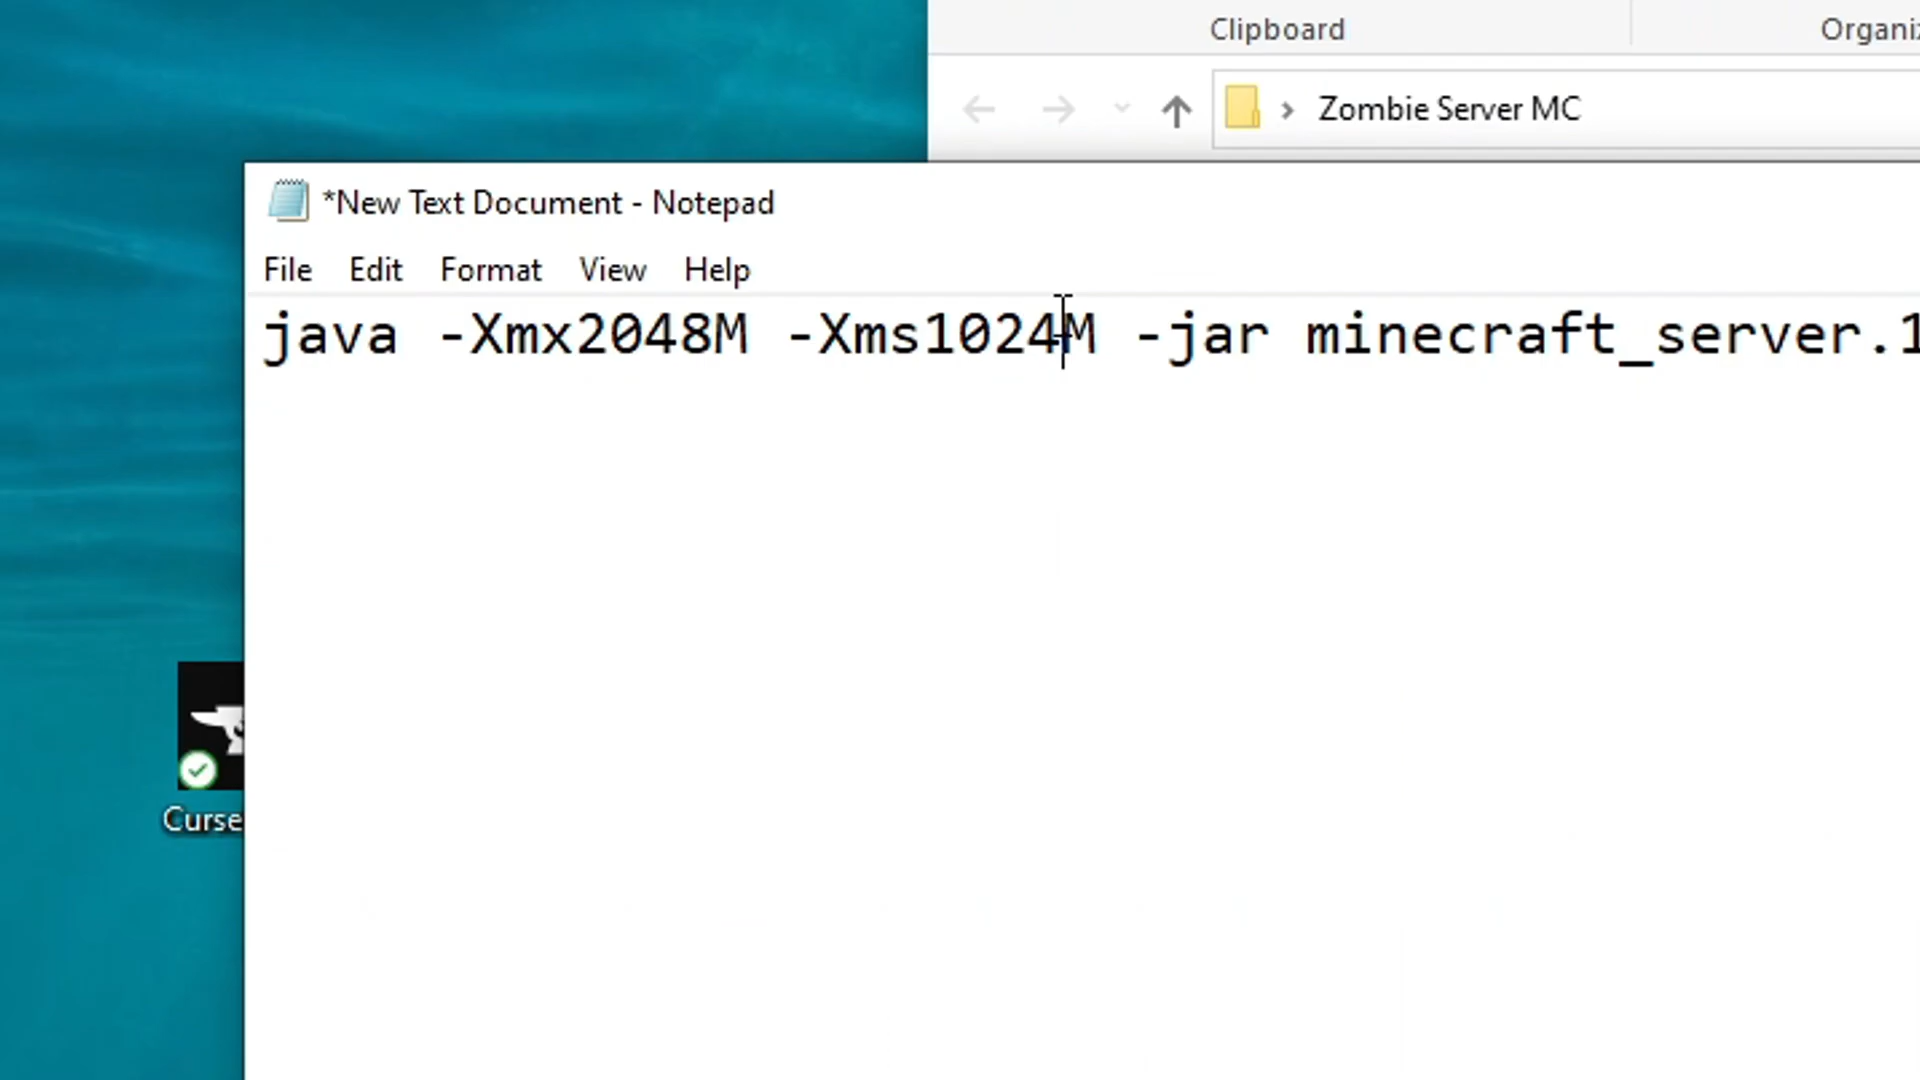 Clipboard
Organiz
Zombie Server MC
*New Text Document - Notepad
File Edit Format View Help
java -Xmx2048M -Xms1024M -jar minecraft_server.1
Curse